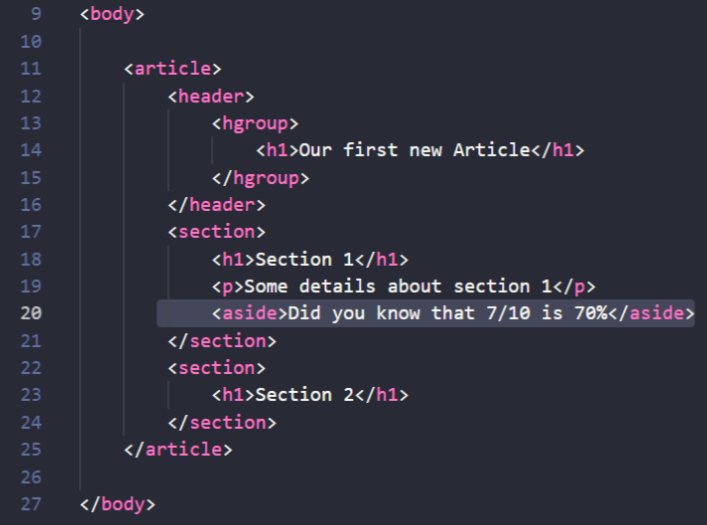 9 <body>
10
11 <article>
12 <header>
13 <hgroup>
14 <h1>Our first new Article</h1>
15 </hgroup>
16 </header>
17 <section>
18 <h1>Section 1</h1>
19 <p>Some details about section 1</p>
20 <aside>Did you know that 7/10 is 70%</aside>
21 </section>
22 <section>
23 <h1>Section 2</h1>
24 </section>
25 </article>
26
27 </body>